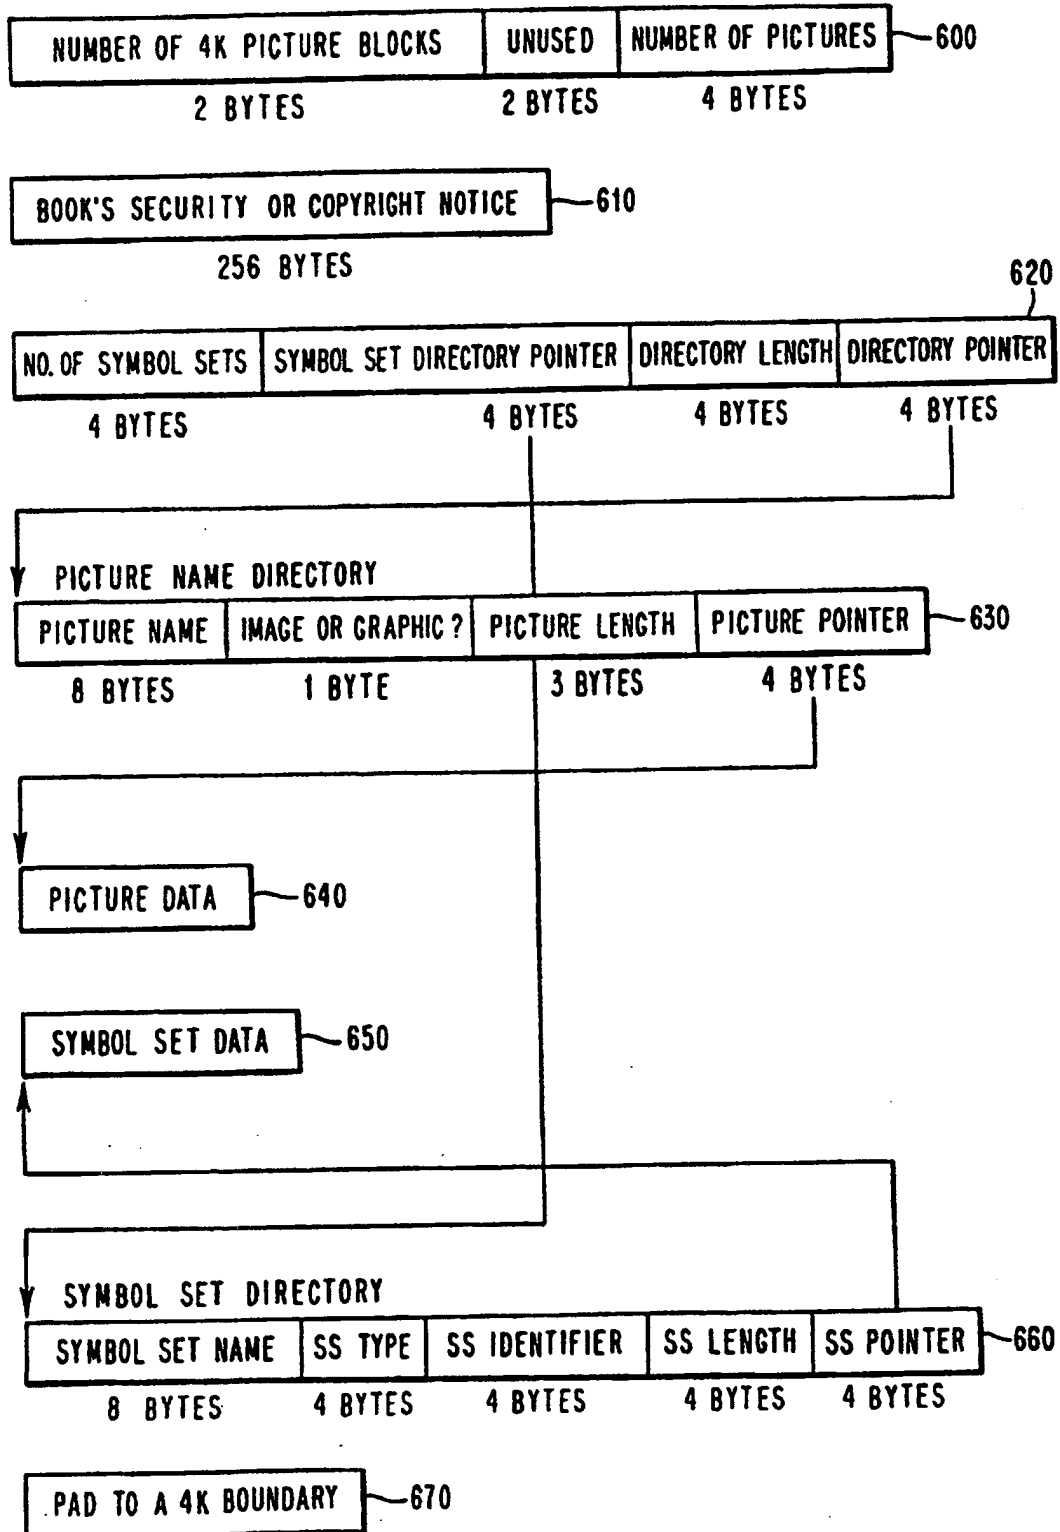 NUMBER OF 4K PICTURE BLOCKS UNUSED NUMBER OF PICTURES 600
2 BYTES 2 BYTES 4 BYTES
BOOK'S SECURITY OR COPYRIGHT NOTICE 610
256 BYTES
620
NO. OF SYMBOL SETS SYMBOL SET DIRECTORY POINTER DIRECTORY LENGTH DIRECTORY POINTER
4 BYTES 4 BYTES 4 BYTES 4 BYTES
PICTURE NAME DIRECTORY
PICTURE NAME IMAGE OR GRAPHIC? PICTURE LENGTH PICTURE POINTER 630
8 BYTES 1 BYTE 3 BYTES 4 BYTES
PICTURE DATA 640
SYMBOL SET DATA 650
SYMBOL SET DIRECTORY
SYMBOL SET NAME SS TYPE SS IDENTIFIER SS LENGTH SS POINTER 660
8 BYTES 4 BYTES 4 BYTES 4 BYTES 4 BYTES
PAD TO A 4K BOUNDARY 670